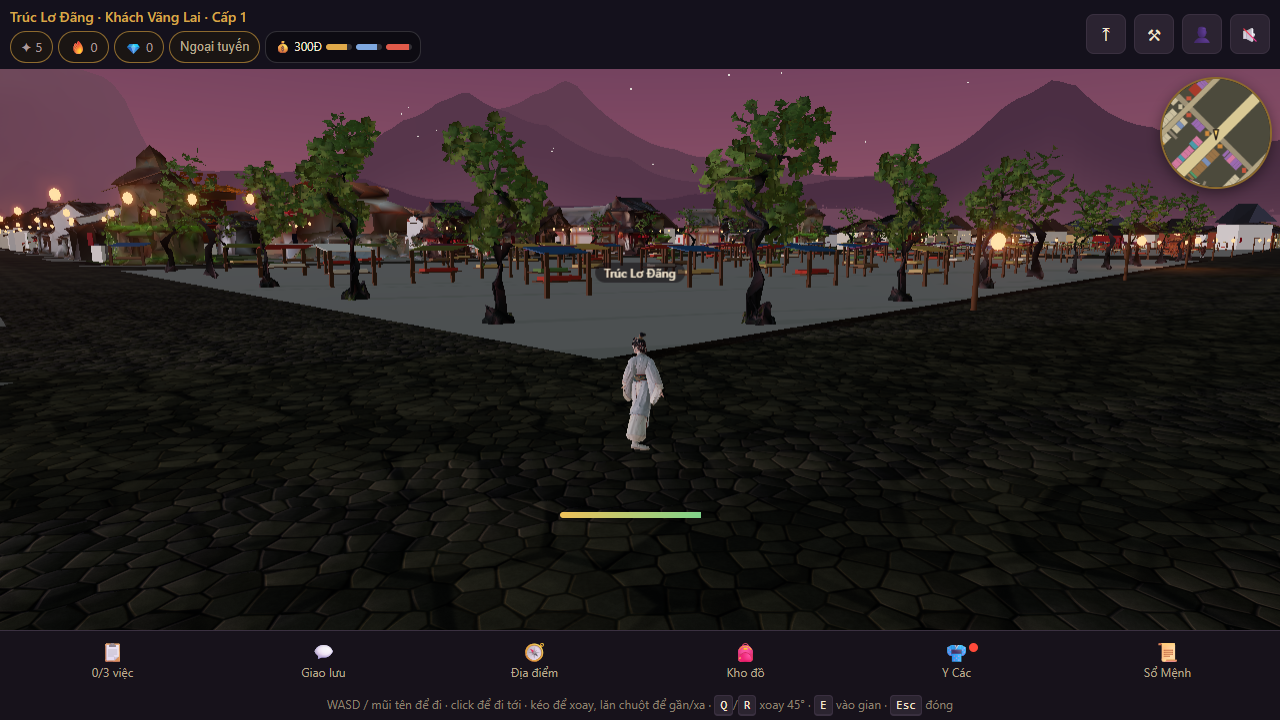 Trúc Lơ Đãng · Khách Vãng Lai · Cấp 1
5
0
0
Ngoại tuyến
300Đ
Trúc Lơ Đãng
0/3 việc
Giao lưu
Địa điểm
Kho đồ
Y Các
Sổ Mệnh
WASD / mũi tên để đi · click để đi tới · kéo để xoay, lăn chuột để gần/xa · Q / R xoay 45° · E vào gian · Esc đóng